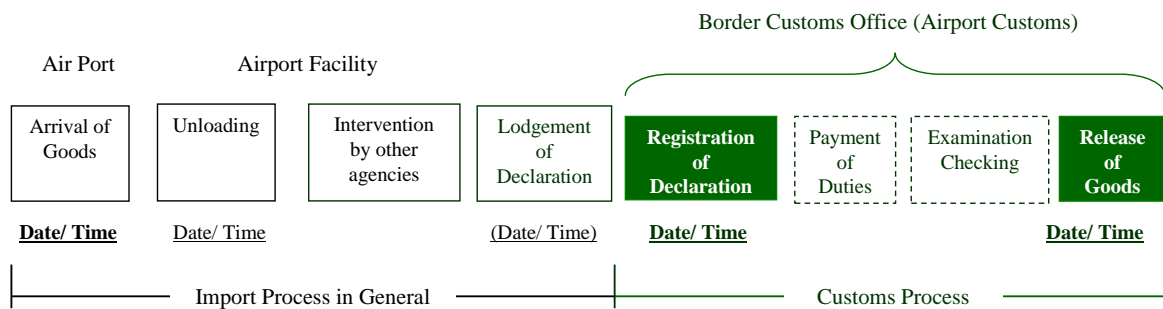 Border Customs Office (Airport Customs)
Air Port
Airport Facility
Arrival of
Goods
Unloading
Intervention
by other
agencies
Lodgement
of
Declaration
Registration
of
Declaration
Payment
of
Duties
Examination
Checking
Release
of
Goods
Date/ Time
Date/ Time
(Date/ Time)
Date/ Time
Date/ Time
Import Process in General
Customs Process